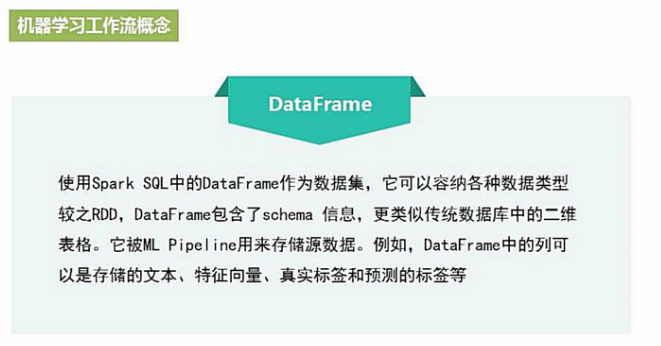 机器学习工作流概念
DataFrame
使用Spark SQL中的DataFrame作为数据集，它可以容纳各种数据类型
较之RDD，DataFrame包含了schema 信息，更类似传统数据库中的二维
表格。它被ML Pipeline用来存储源数据。例如，DataFrame中的列可
以是存储的文本、特征向量、真实标签和预测的标签等